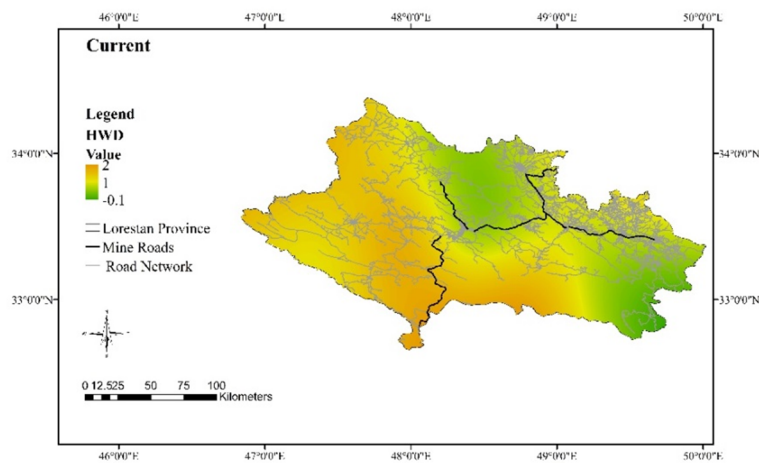 46°0'0"E 47°0'0"E 48°0'0"E 49°0'0"E 50°0'0"E
Current
Legend
HWD
Value
2
1
-0.1
Lorestan Province
Mine Roads
Road Network
34°0'0"N 34°0'0"N
33°0'0"N 33°0'0"N
0 12.525 50 75 100
Kilometers
46°0'0"E 47°0'0"E 48°0'0"E 49°0'0"E 50°0'0"E